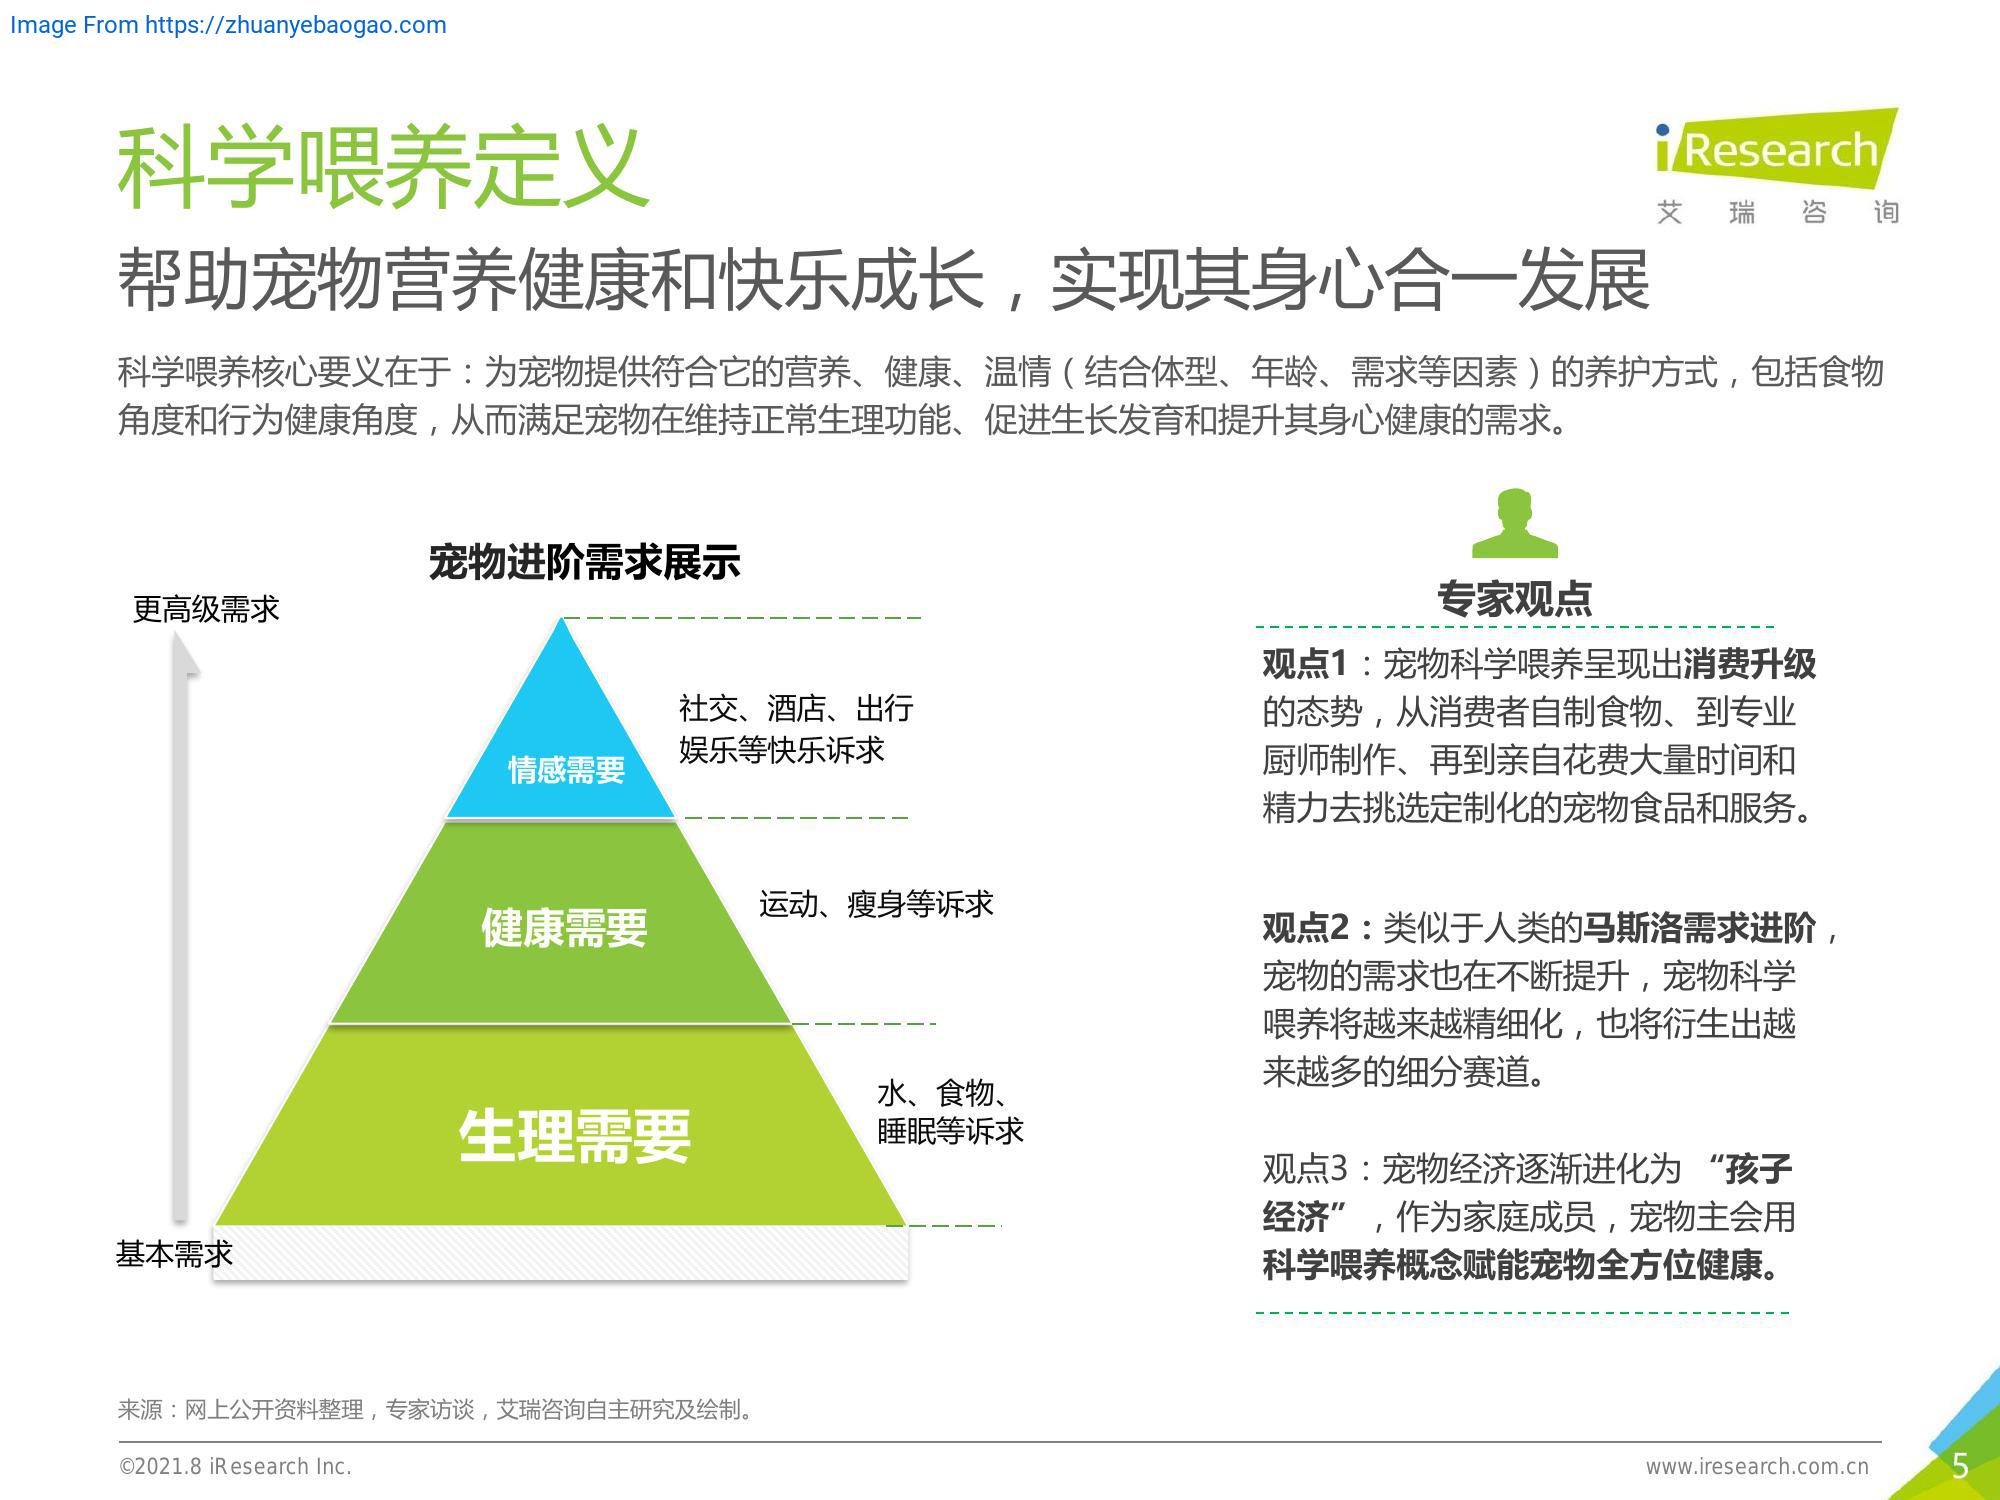 Image From https://zhuanyebaogao.com
科学喂养定义
iResearch
艾瑞咨询
帮助宠物营养健康和快乐成长，实现其身心合一发展
科学喂养核心要义在于：为宠物提供符合它的营养、健康、温情（结合体型、年龄、需求等因素）的养护方式，包括食物
角度和行为健康角度，从而满足宠物在维持正常生理功能、促进生长发育和提升其身心健康的需求。
宠物进阶需求展示
更高级需求
情感需要
社交、酒店、出行
娱乐等快乐诉求
健康需要
运动、瘦身等诉求
生理需要
水、食物、
睡眠等诉求
基本需求
专家观点
观点1：宠物科学喂养呈现出消费升级
的态势，从消费者自制食物、到专业
厨师制作、再到亲自花费大量时间和
精力去挑选定制化的宠物食品和服务。
观点2：类似于人类的马斯洛需求进阶，
宠物的需求也在不断提升，宠物科学
喂养将越来越精细化，也将衍生出越
来越多的细分赛道。
观点3：宠物经济逐渐进化为 “孩子
经济” ，作为家庭成员，宠物主会用
科学喂养概念赋能宠物全方位健康。
来源：网上公开资料整理，专家访谈，艾瑞咨询自主研究及绘制。
©2021.8 iResearch Inc.
www.iresearch.com.cn
5